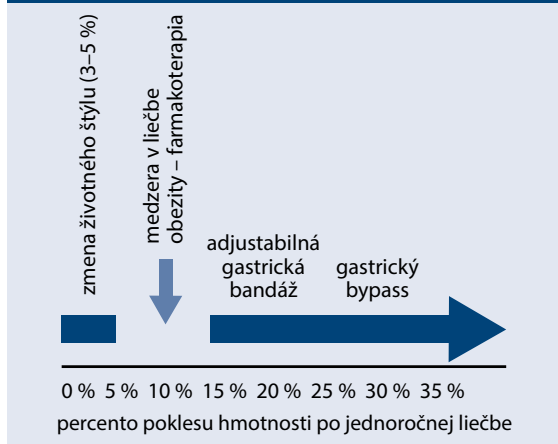 zmena životného štýlu (3–5 %)
medzera v liečbe
obezity – farmakoterapia
adjustabilná
gastrická
bandáž
gastrický
bypass
0 % 5 % 10 % 15 % 20 % 25 % 30 % 35 %
percento poklesu hmotnosti po jednoročnej liečbe